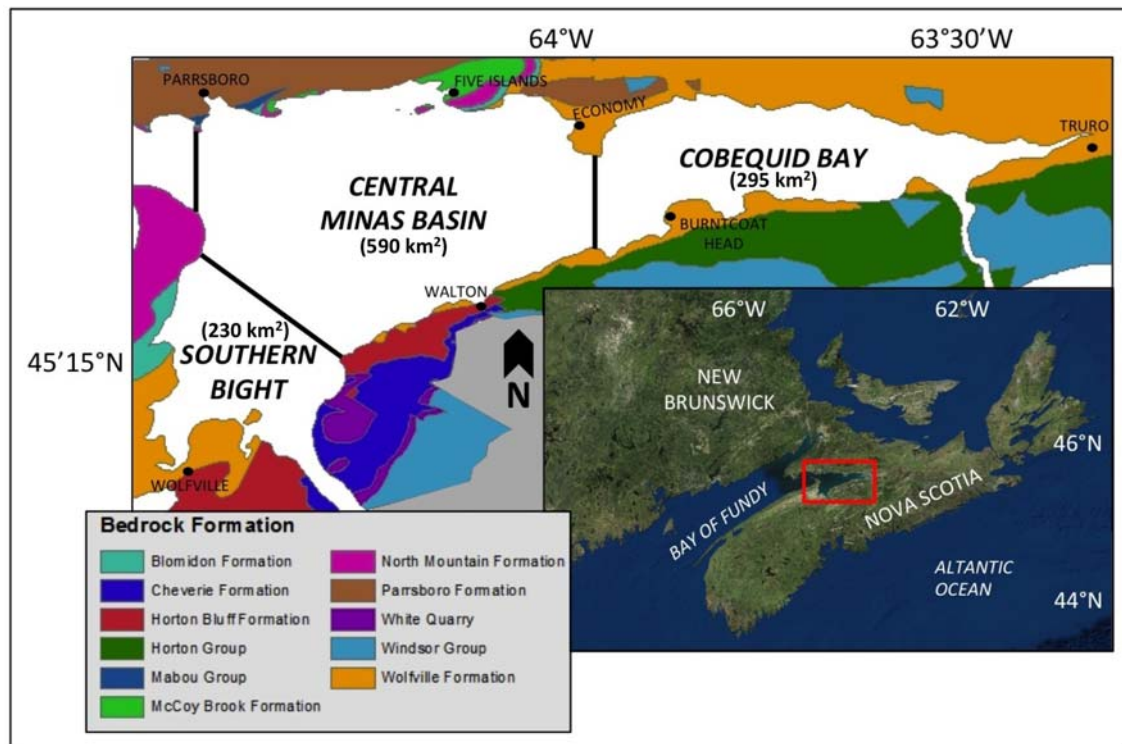 64°W
63°30'W
PARRSBORO
FIVE ISLANDS
ECONOMY
TRURO
COBEQUID BAY
(295 km²)
CENTRAL
MINAS BASIN
(590 km²)
BURNTCOAT
HEAD
WALTON
(230 km²)
SOUTHERN
BIGHT
45'15°N
N
WOLFVILLE
66°W
62°W
NEW
BRUNSWICK
46°N
BAY OF FUNDY
NOVA SCOTIA
ALTANTIC
OCEAN
44°N
Bedrock Formation
Blomidon Formation
Cheverie Formation
Horton Bluff Formation
Horton Group
Mabou Group
McCoy Brook Formation
North Mountain Formation
Parrsboro Formation
White Quarry
Windsor Group
Wolfville Formation